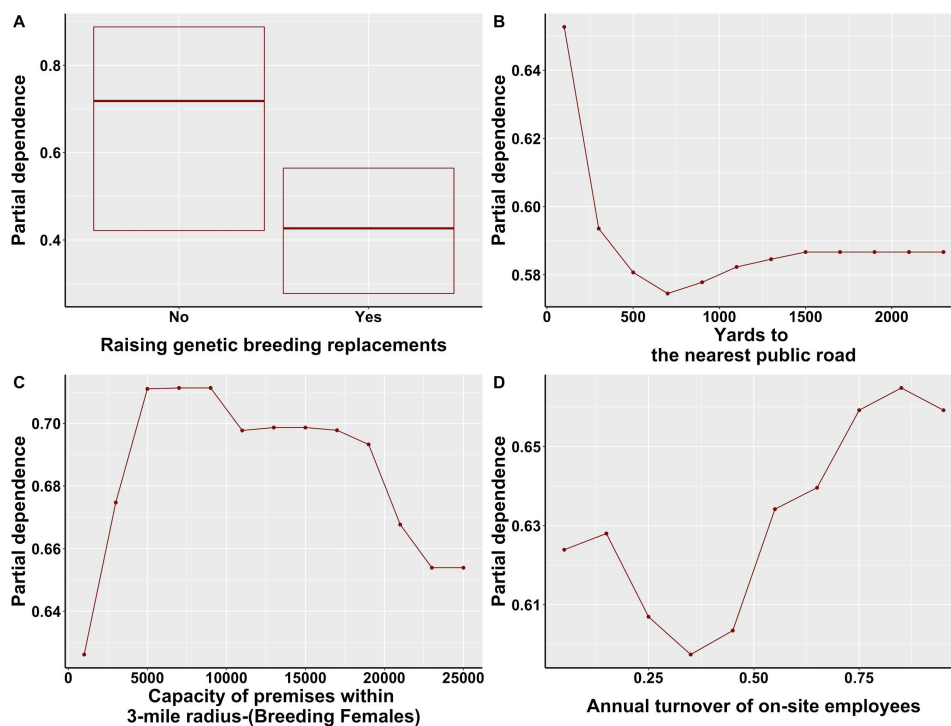 A
Partial dependence
0.8
0.6
0.4
No
Yes
Raising genetic breeding replacements
B
Partial dependence
0.64
0.62
0.60
0.58
0
500
1000
1500
2000
Yards to
the nearest public road
C
Partial dependence
0.70
0.68
0.66
0.64
0
5000
10000
15000
20000
25000
Capacity of premises within
3-mile radius-(Breeding Females)
D
Partial dependence
0.65
0.63
0.61
0.25
0.50
0.75
Annual turnover of on-site employees